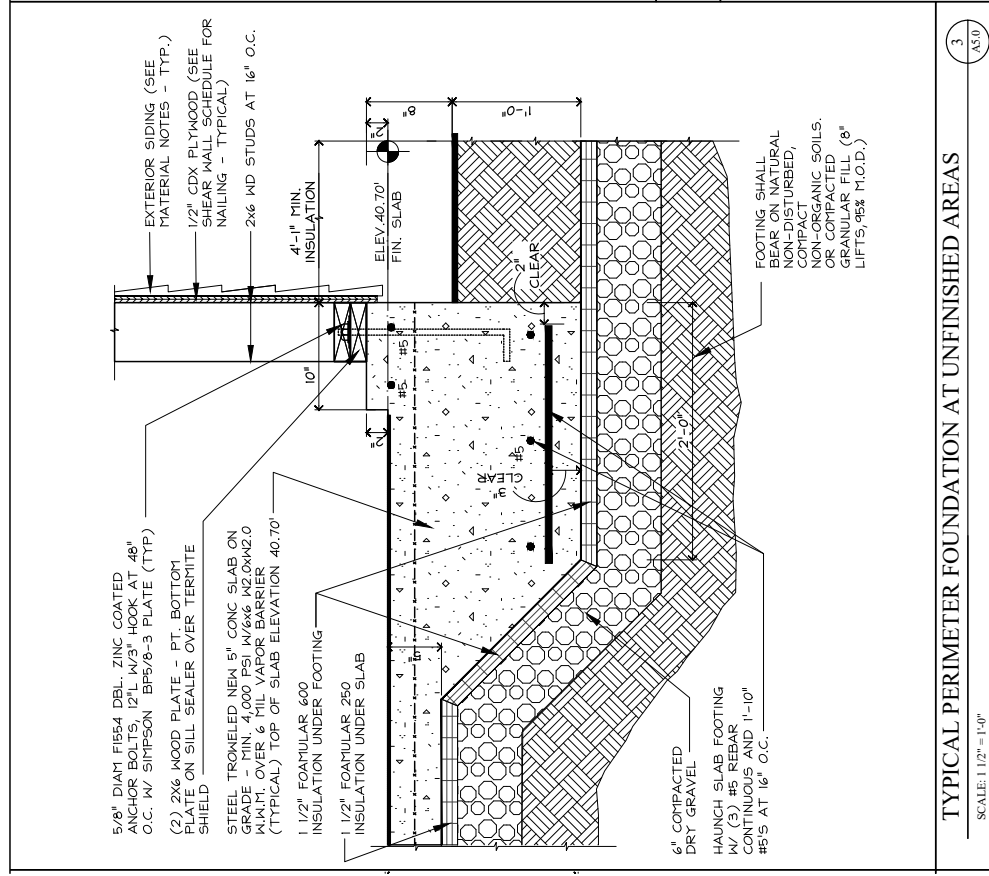 5/8" DIAM F1554 DBL. ZINC COATED
ANCHOR BOLTS, 12"L W/3" HOOK AT 48"
O.C. W/ SIMPSON BP5/8-3 PLATE (TYP)
(2) 2X6 WOOD PLATE - PT. BOTTOM
PLATE ON SILL SEALER OVER TERMITE
SHIELD
STEEL TROWELED NEW 5" CONC SLAB ON
GRADE - MIN. 4,000 PSI W/6x6 W2.0xW2.0
W.W.M. OVER 6 MIL VAPOR BARRIER
(TYPICAL) TOP OF SLAB ELEVATION 40.70'
1 1/2" FOAMULAR 600
INSULATION UNDER FOOTING
1 1/2" FOAMULAR 250
INSULATION UNDER SLAB
EXTERIOR SIDING (SEE
MATERIAL NOTES - TYP.)
1/2" CDX PLYWOOD (SEE
SHEAR WALL SCHEDULE FOR
NAILING - TYPICAL)
2x6 WD STUDS AT 16" O.C.
4'-1" MIN.
INSULATION
ELEV.40.70'
FIN. SLAB
10"
2"
2"
8"
1'-0"
#5
#5
#5
2"
CLEAR
3"
CLEAR
5"
2'-0"
6" COMPACTED
DRY GRAVEL
HAUNCH SLAB FOOTING
W/ (3) #5 REBAR
CONTINUOUS AND 1'-10"
#5'S AT 16" O.C.
FOOTING SHALL
BEAR ON NATURAL
NON-DISTURBED,
COMPACT
NON-ORGANIC SOILS.
OR COMPACTED
GRANULAR FILL (8"
LIFTS, 95% M.O.D.)
TYPICAL PERIMETER FOUNDATION AT UNFINISHED AREAS
SCALE: 1 1/2" = 1'-0"
3
A5.0